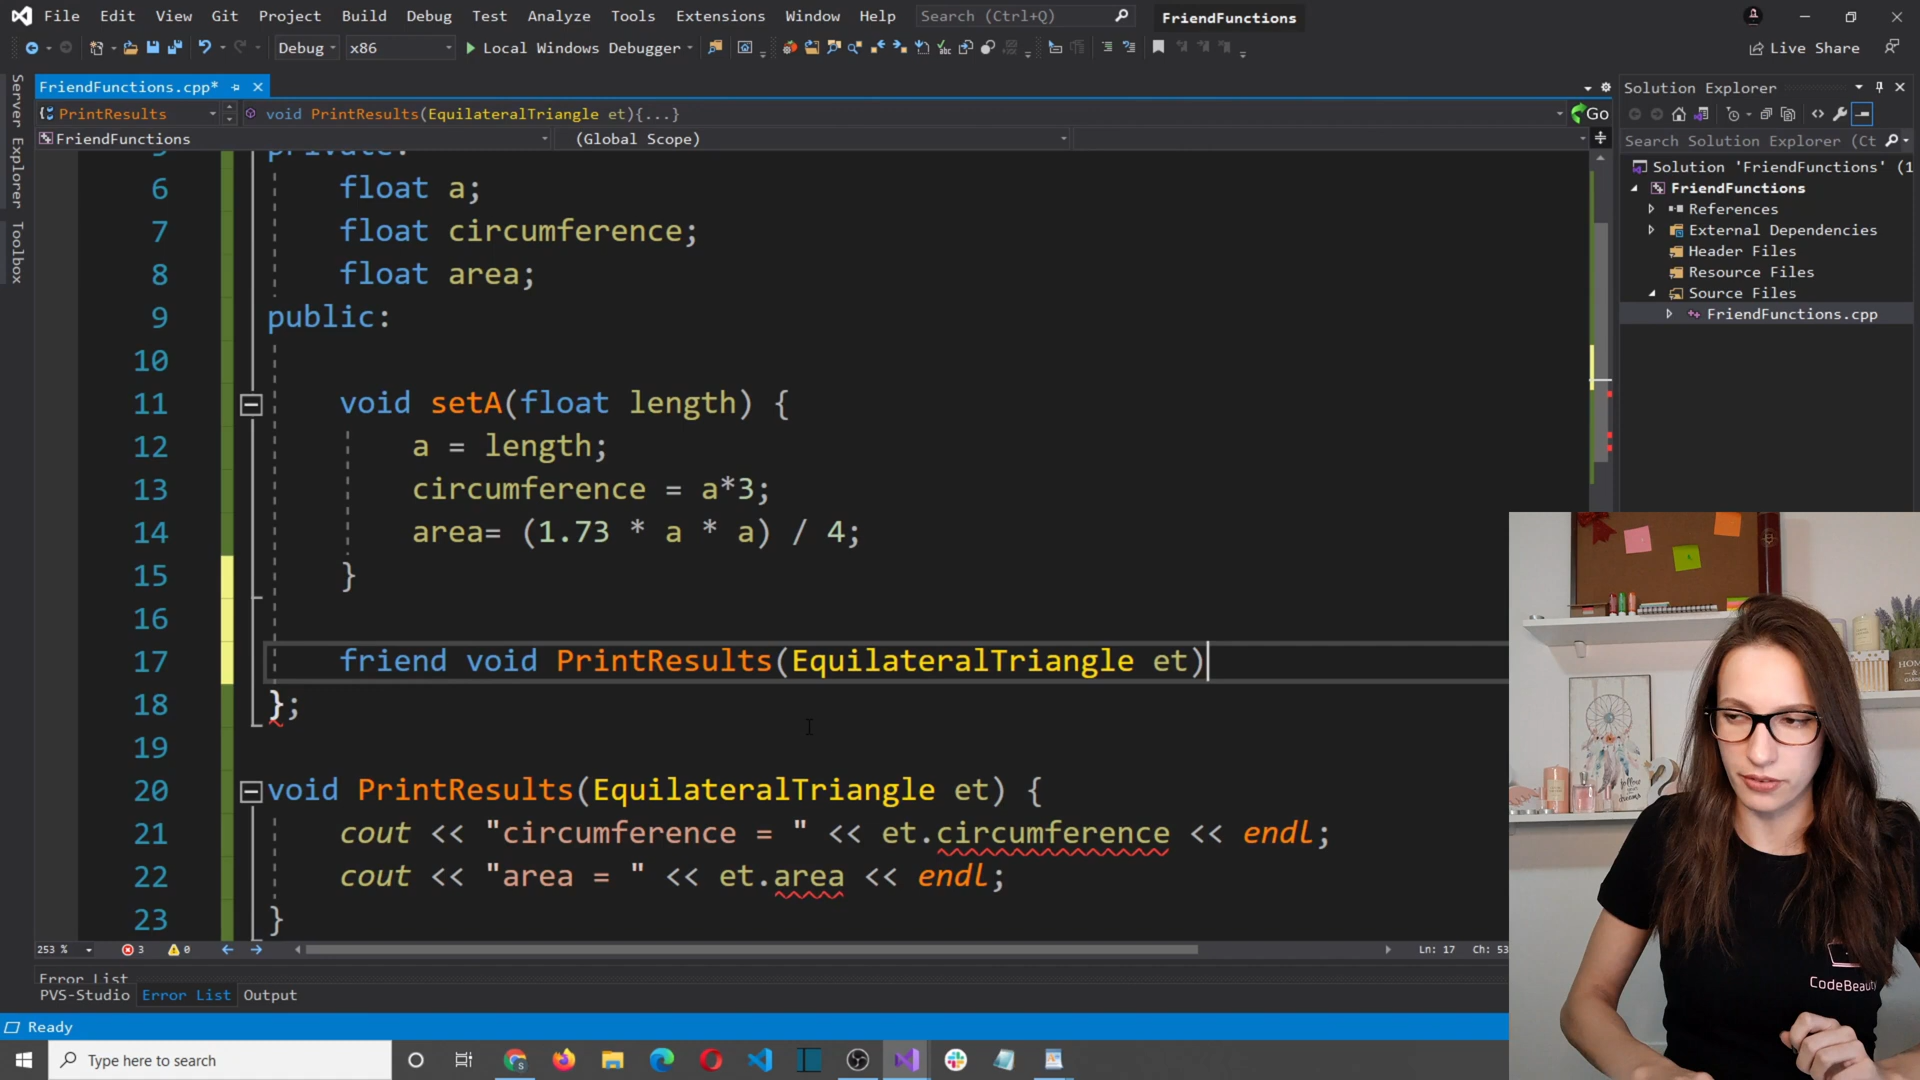 File Edit View Git Project Build Debug Test Analyze Tools Extensions Window Help Search (Ctrl+Q) FriendFunctions
Debug x86 Local Windows Debugger Live Share
FriendFunctions.cpp*
PrintResults void PrintResults(EquilateralTriangle et){...} Go
FriendFunctions (Global Scope)
Server Explorer
Toolbox
5 private:
6 float a;
7 float circumference;
8 float area;
9 public:
10
11 void setA(float length) {
12 a = length;
13 circumference = a*3;
14 area= (1.73 * a * a) / 4;
15 }
16
17 friend void PrintResults(EquilateralTriangle et)
18 };
19
20 void PrintResults(EquilateralTriangle et) {
21 cout << "circumference = " << et.circumference << endl;
22 cout << "area = " << et.area << endl;
23 }
253 % 3 0 Ln: 17 Ch: 53
Error List
PVS-Studio Error List Output
Ready
Type here to search
Solution Explorer
Search Solution Explorer (Ct
Solution 'FriendFunctions' (1
FriendFunctions
References
External Dependencies
Header Files
Resource Files
Source Files
FriendFunctions.cpp
CodeBeauty